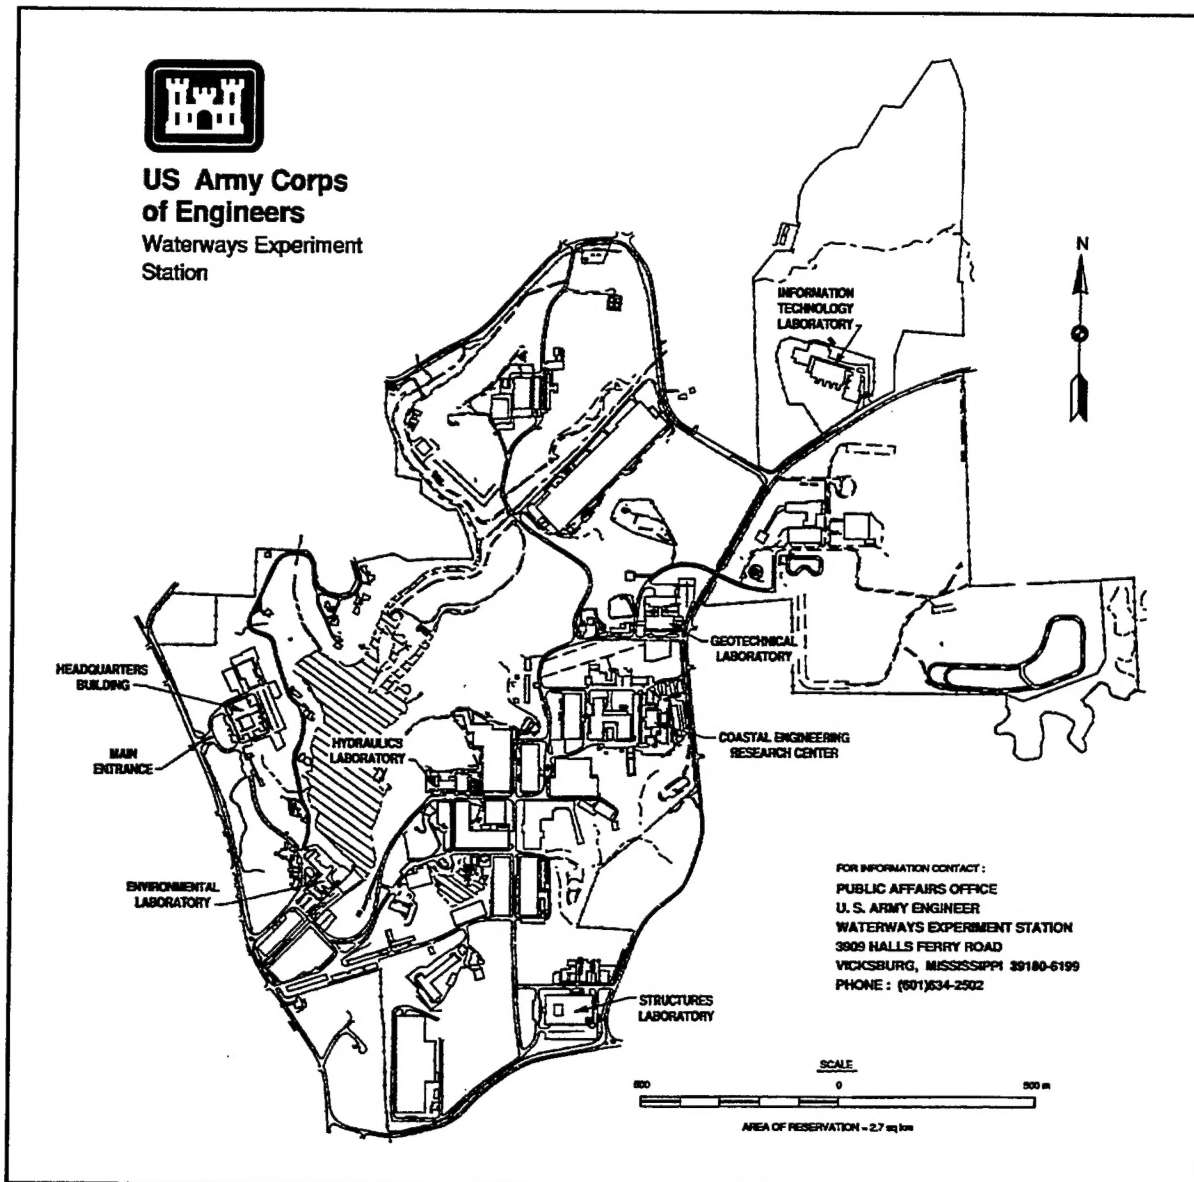 US Army Corps
of Engineers
Waterways Experiment
Station
N
INFORMATION
TECHNOLOGY
LABORATORY
GEOTECHNICAL
LABORATORY
HEADQUARTERS
BUILDING
MAIN
ENTRANCE
HYDRAULICS
LABORATORY
COASTAL ENGINEERING
RESEARCH CENTER
ENVIRONMENTAL
LABORATORY
STRUCTURES
LABORATORY
FOR INFORMATION CONTACT :
PUBLIC AFFAIRS OFFICE
U. S. ARMY ENGINEER
WATERWAYS EXPERIMENT STATION
3909 HALLS FERRY ROAD
VICKSBURG, MISSISSIPPI 39180-6199
PHONE : (601)634-2502
SCALE
500 0 500 m
AREA OF RESERVATION = 2.7 sq km